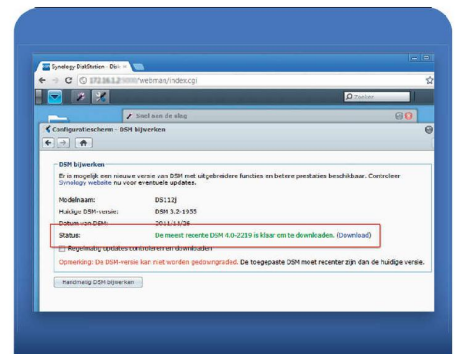 Synology DiskStation - Disk
172.16.1.2 /webman/index.cgi
Zoeken
Snel aan de slag
Configuratiescherm - DSM bijwerken
DSM bijwerken
Er is mogelijk een nieuwe versie van DSM met uitgebreidere functies en betere prestaties beschikbaar. Controleer
Synology website nu voor eventuele updates.
Modelnaam: DS112j
Huidige DSM-versie: DSM 3.2-1955
Datum van DSM:
Status: De meest recente DSM 4.0-2219 is klaar om te downloaden. (Download)
Regelmatig updates controleren en downloaden
Opmerking: De DSM-versie kan niet worden gedowngraded. De toegepaste DSM moet recenter zijn dan de huidige versie.
Handmatig DSM bijwerken